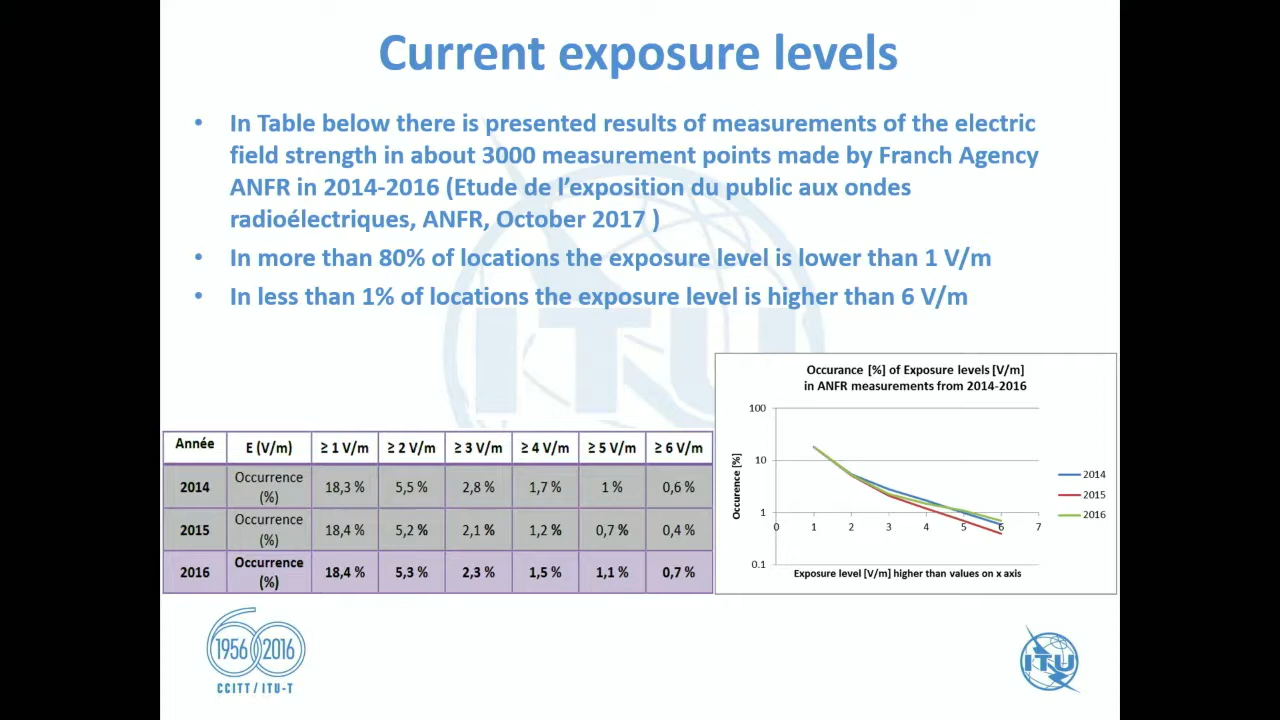 Current exposure levels
• In Table below there is presented results of measurements of the electric
field strength in about 3000 measurement points made by Franch Agency
ANFR in 2014-2016 (Etude de l’exposition du public aux ondes
radioélectriques, ANFR, October 2017 )
• In more than 80% of locations the exposure level is lower than 1 V/m
• In less than 1% of locations the exposure level is higher than 6 V/m
ITU
Année E (V/m) ≥ 1 V/m ≥ 2 V/m ≥ 3 V/m ≥ 4 V/m ≥ 5 V/m ≥ 6 V/m
2014 Occurrence (%) 18,3 % 5,5 % 2,8 % 1,7 % 1 % 0,6 %
2015 Occurrence (%) 18,4 % 5,2 % 2,1 % 1,2 % 0,7 % 0,4 %
2016 Occurrence (%) 18,4 % 5,3 % 2,3 % 1,5 % 1,1 % 0,7 %
Occurance [%] of Exposure levels [V/m]
in ANFR measurements from 2014-2016
Occurence [%]
100
10
1
0.1
0 1 2 3 4 5 6 7
Exposure level [V/m] higher than values on x axis
2014
2015
2016
60
1956 2016
CCITT / ITU-T
ITU